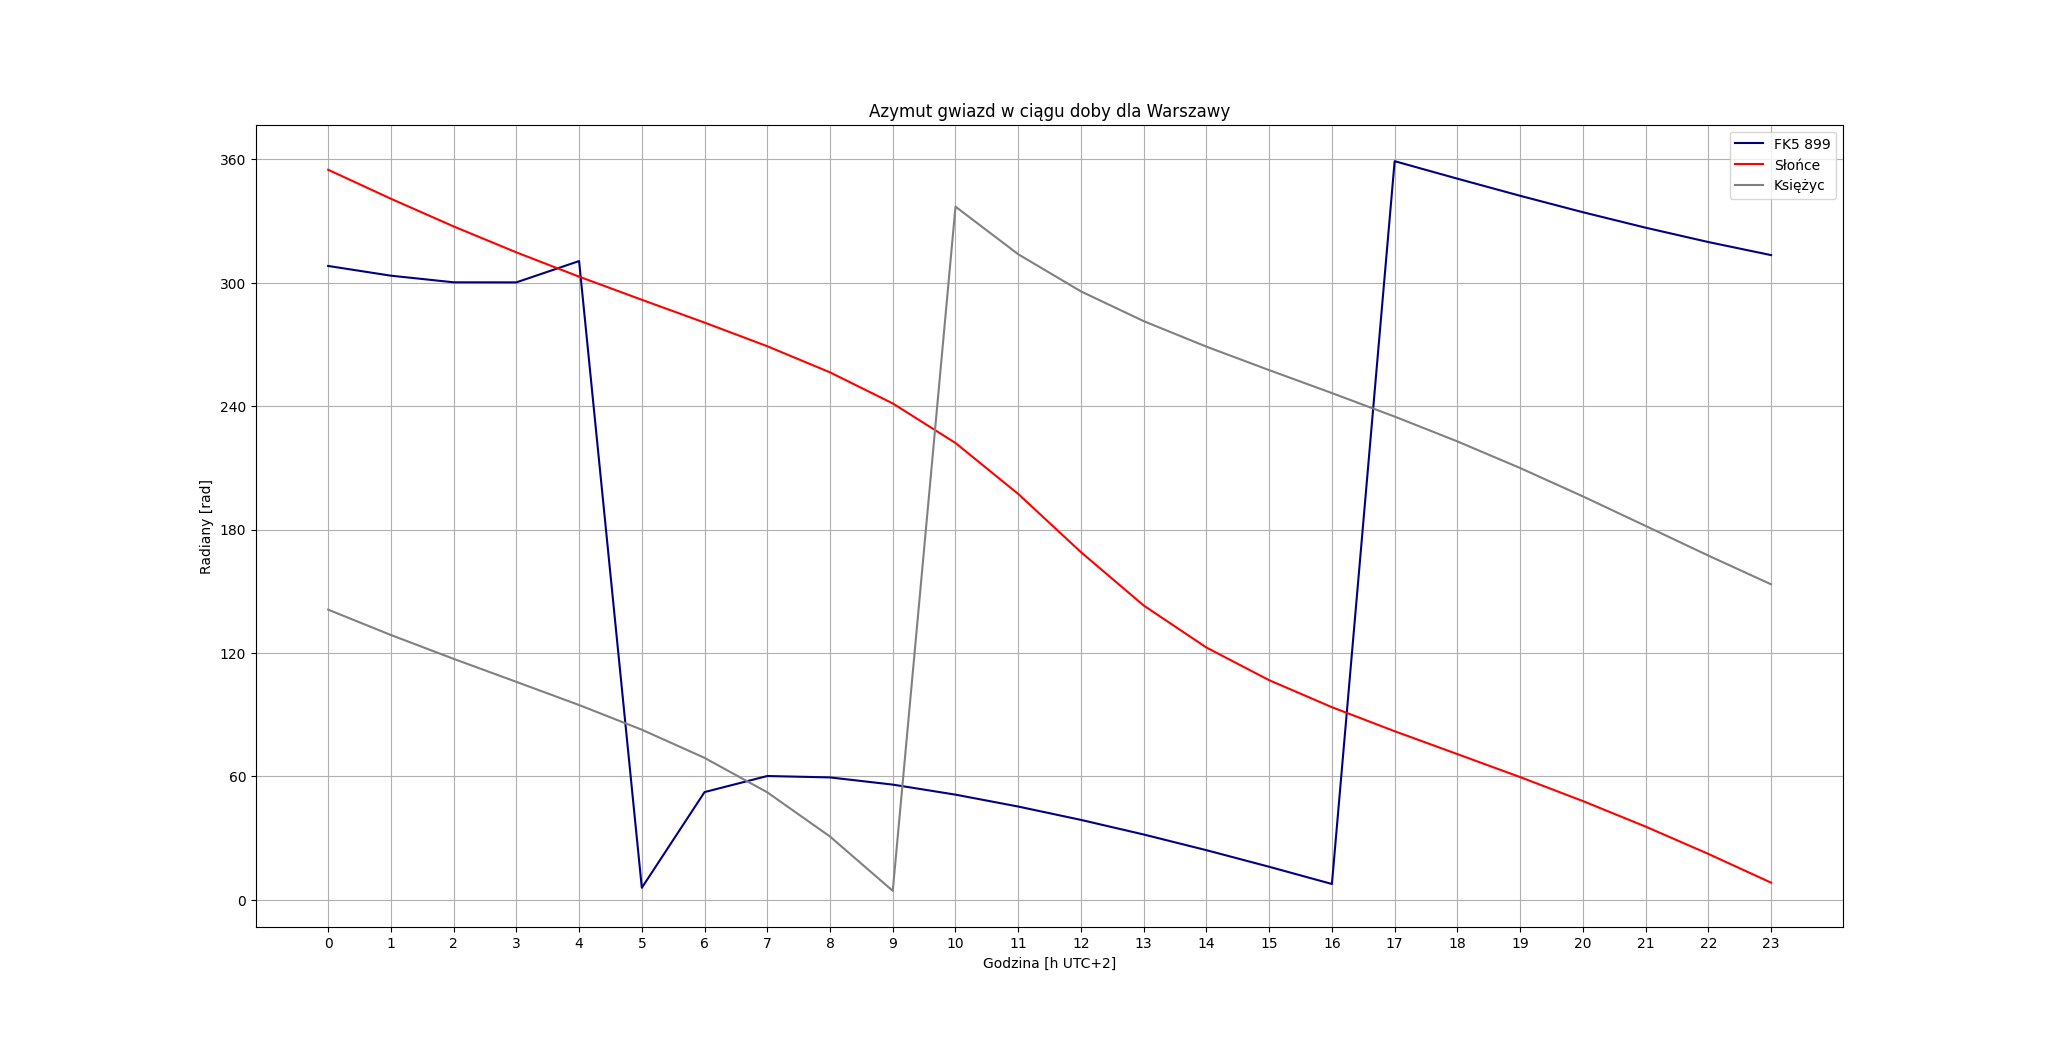 Azymut gwiazd w ciągu doby dla Warszawy
FK5 899
Słońce
Księżyc
Radiany [rad]
360
300
240
180
120
60
0
0 1 2 3 4 5 6 7 8 9 10 11 12 13 14 15 16 17 18 19 20 21 22 23
Godzina [h UTC+2]